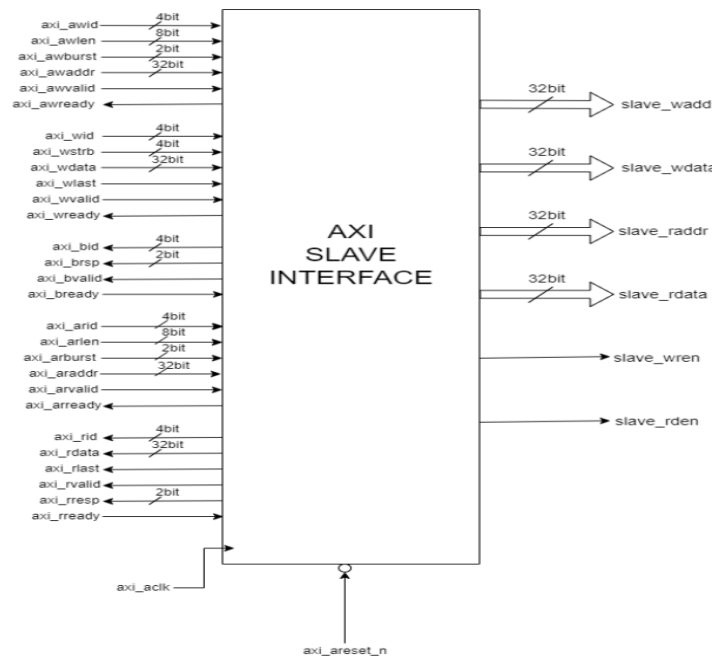 axi_awid 4bit
axi_awlen 8bit
axi_awburst 2bit
axi_awaddr 32bit
axi_awvalid
axi_awready
axi_wid 4bit
axi_wstrb 4bit
axi_wdata 32bit
axi_wlast
axi_wvalid
axi_wready
axi_bid 4bit
axi_brsp 2bit
axi_bvalid
axi_bready
axi_arid 4bit
axi_arlen 8bit
axi_arburst 2bit
axi_araddr 32bit
axi_arvalid
axi_arready
axi_rid 4bit
axi_rdata 32bit
axi_rlast
axi_rvalid
axi_rresp 2bit
axi_rready
axi_aclk
AXI
SLAVE
INTERFACE
32bit slave_wadd
32bit slave_wdata
32bit slave_raddr
32bit slave_rdata
slave_wren
slave_rden
axi_areset_n